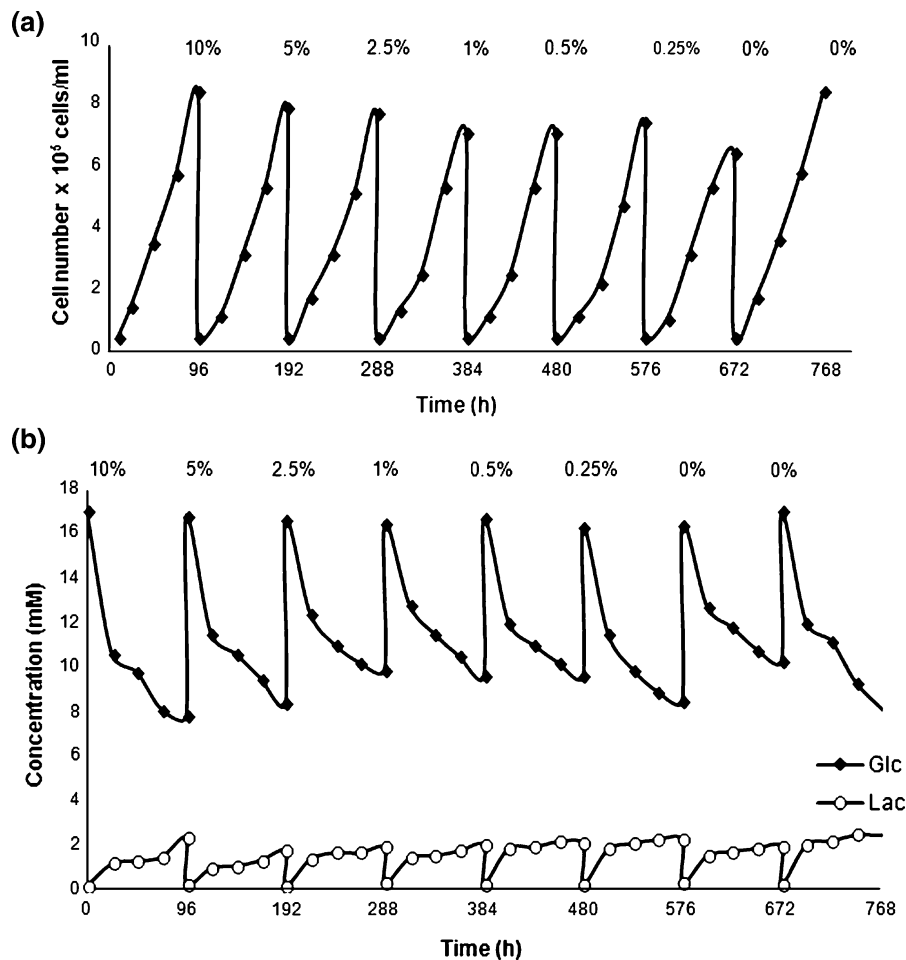 (a)
10% 5% 2.5% 1% 0.5% 0.25% 0% 0%
10
8
6
4
2
0
Cell number x 10⁶ cells/ml
0 96 192 288 384 480 576 672 768
Time (h)
(b)
10% 5% 2.5% 1% 0.5% 0.25% 0% 0%
18
16
14
12
10
8
6
4
2
0
Concentration (mM)
Glc
Lac
0 96 192 288 384 480 576 672 768
Time (h)